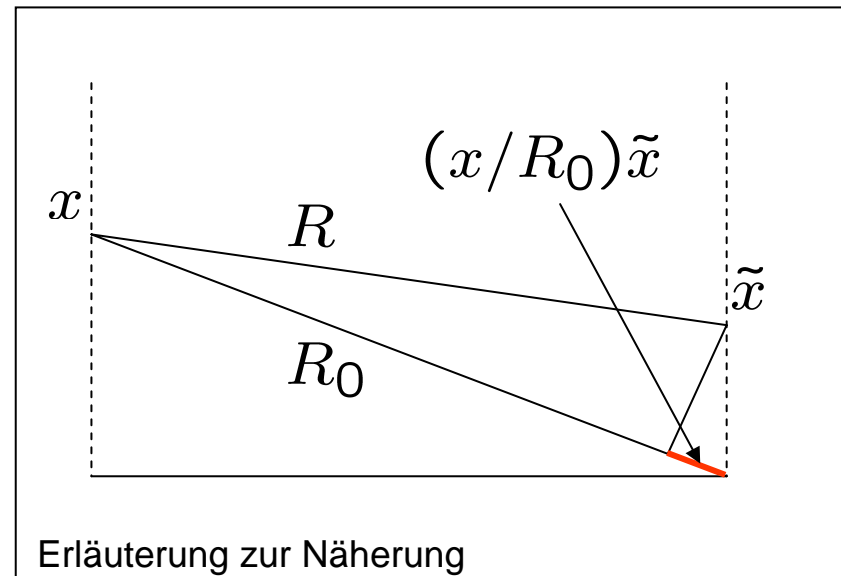 (x/R₀)x̃
x
R
x̃
R₀
Erläuterung zur Näherung